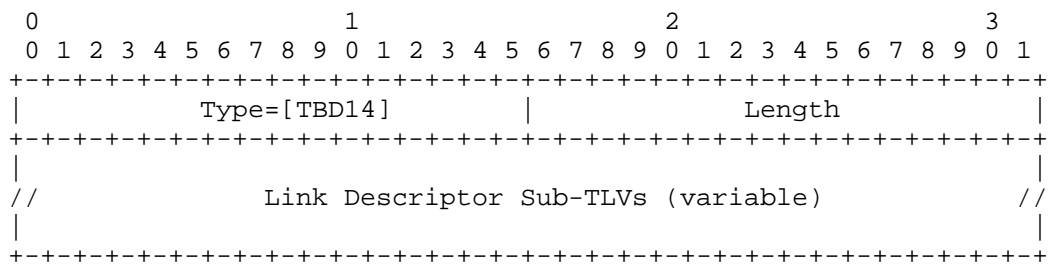 0                   1                   2                   3
 0 1 2 3 4 5 6 7 8 9 0 1 2 3 4 5 6 7 8 9 0 1 2 3 4 5 6 7 8 9 0 1
+-+-+-+-+-+-+-+-+-+-+-+-+-+-+-+-+-+-+-+-+-+-+-+-+-+-+-+-+-+-+-+-+
|           Type=[TBD14]        |             Length            |
+-+-+-+-+-+-+-+-+-+-+-+-+-+-+-+-+-+-+-+-+-+-+-+-+-+-+-+-+-+-+-+-+
|                                                               |
//              Link Descriptor Sub-TLVs (variable)            //
|                                                               |
+-+-+-+-+-+-+-+-+-+-+-+-+-+-+-+-+-+-+-+-+-+-+-+-+-+-+-+-+-+-+-+-+